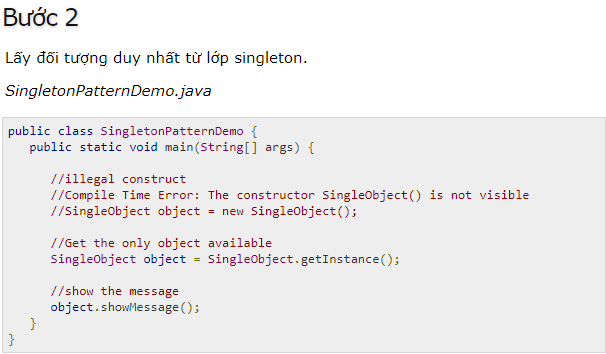 Bước 2
Lấy đối tượng duy nhất từ lớp singleton.
SingletonPatternDemo.java
public class SingletonPatternDemo {
   public static void main(String[] args) {
      //illegal construct
      //Compile Time Error: The constructor SingleObject() is not visible
      //SingleObject object = new SingleObject();
      //Get the only object available
      SingleObject object = SingleObject.getInstance();
      //show the message
      object.showMessage();
   }
}